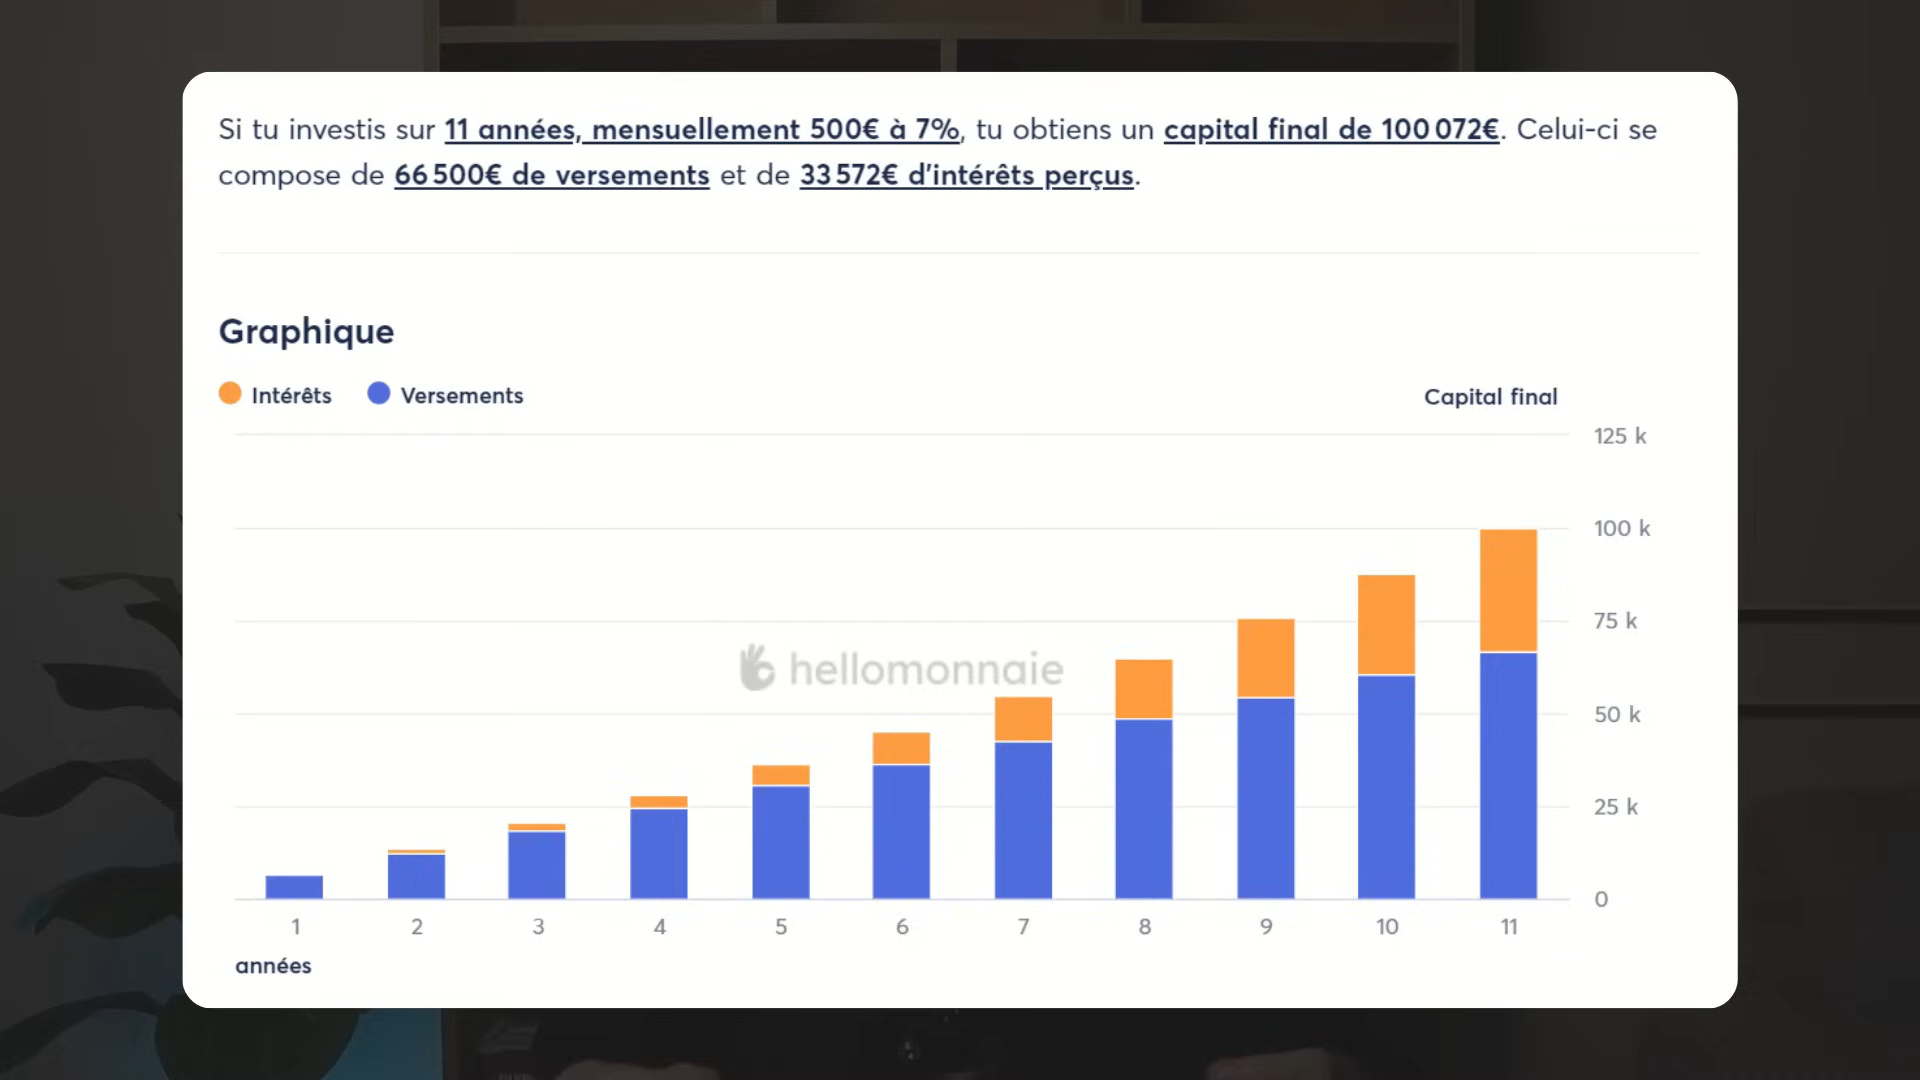 Si tu investis sur 11 années, mensuellement 500€ à 7%, tu obtiens un capital final de 100 072€. Celui-ci se
compose de 66 500€ de versements et de 33 572€ d'intérêts perçus.
Graphique
Intérêts Versements Capital final
125 k
100 k
75 k
hellomonnaie
50 k
25 k
0
1 2 3 4 5 6 7 8 9 10 11
années